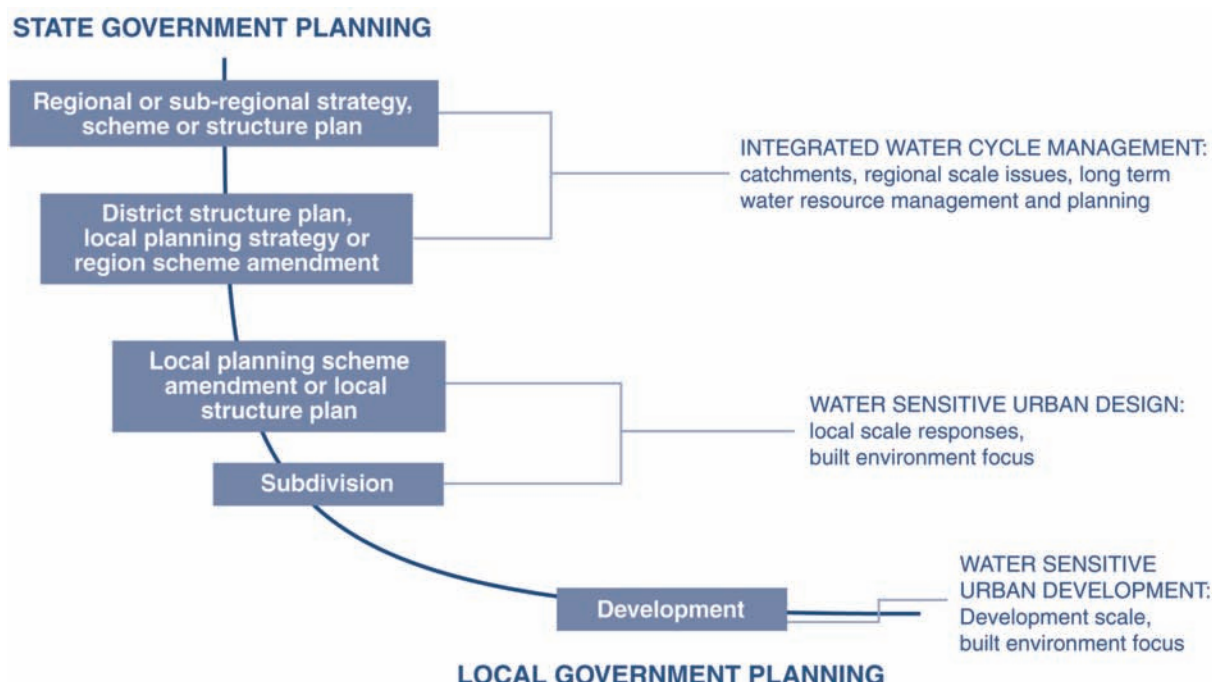 STATE GOVERNMENT PLANNING
Regional or sub-regional strategy,
scheme or structure plan
INTEGRATED WATER CYCLE MANAGEMENT:
catchments, regional scale issues, long term
water resource management and planning
District structure plan,
local planning strategy or
region scheme amendment
Local planning scheme
amendment or local
structure plan
WATER SENSITIVE URBAN DESIGN:
local scale responses,
built environment focus
Subdivision
WATER SENSITIVE
URBAN DEVELOPMENT:
Development scale,
built environment focus
Development
LOCAL GOVERNMENT PLANNING